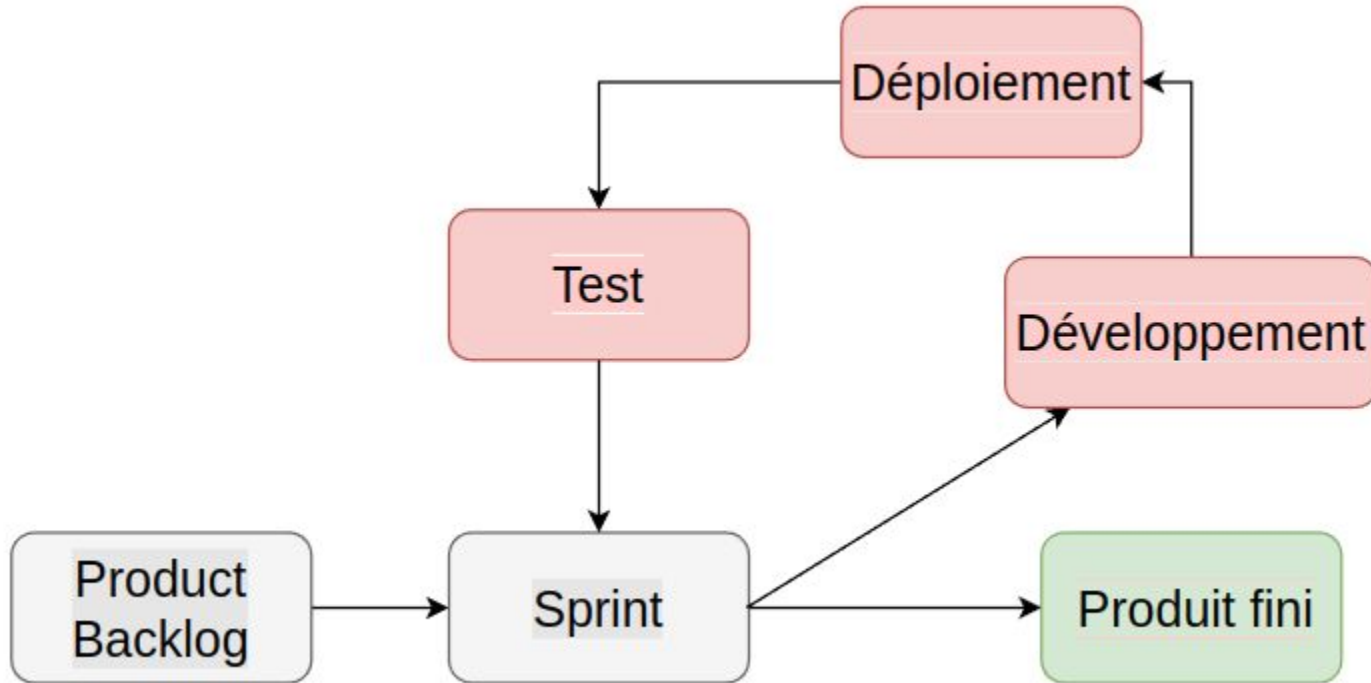 Déploiement
Test
Développement
Product
Backlog
Sprint
Produit fini